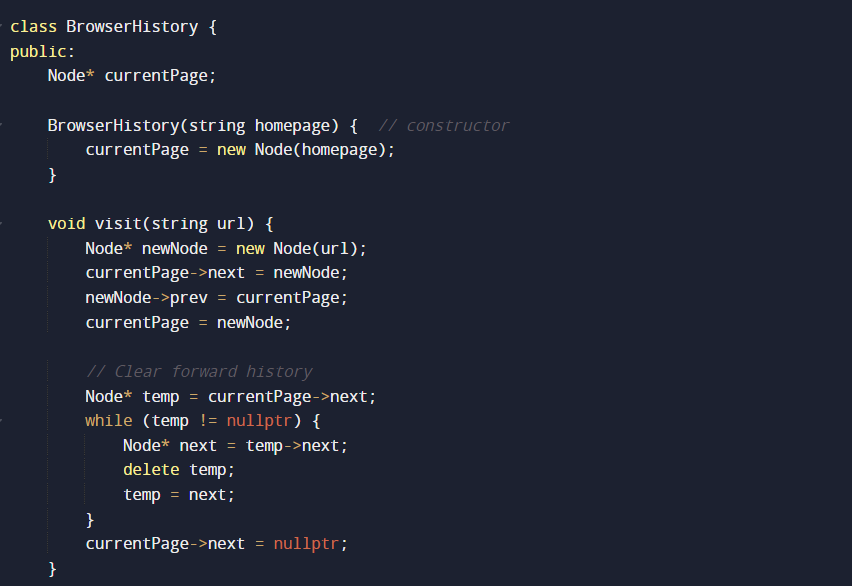 class BrowserHistory {
public:
    Node* currentPage;

    BrowserHistory(string homepage) {  // constructor
        currentPage = new Node(homepage);
    }

    void visit(string url) {
        Node* newNode = new Node(url);
        currentPage->next = newNode;
        newNode->prev = currentPage;
        currentPage = newNode;

        // Clear forward history
        Node* temp = currentPage->next;
        while (temp != nullptr) {
            Node* next = temp->next;
            delete temp;
            temp = next;
        }
        currentPage->next = nullptr;
    }